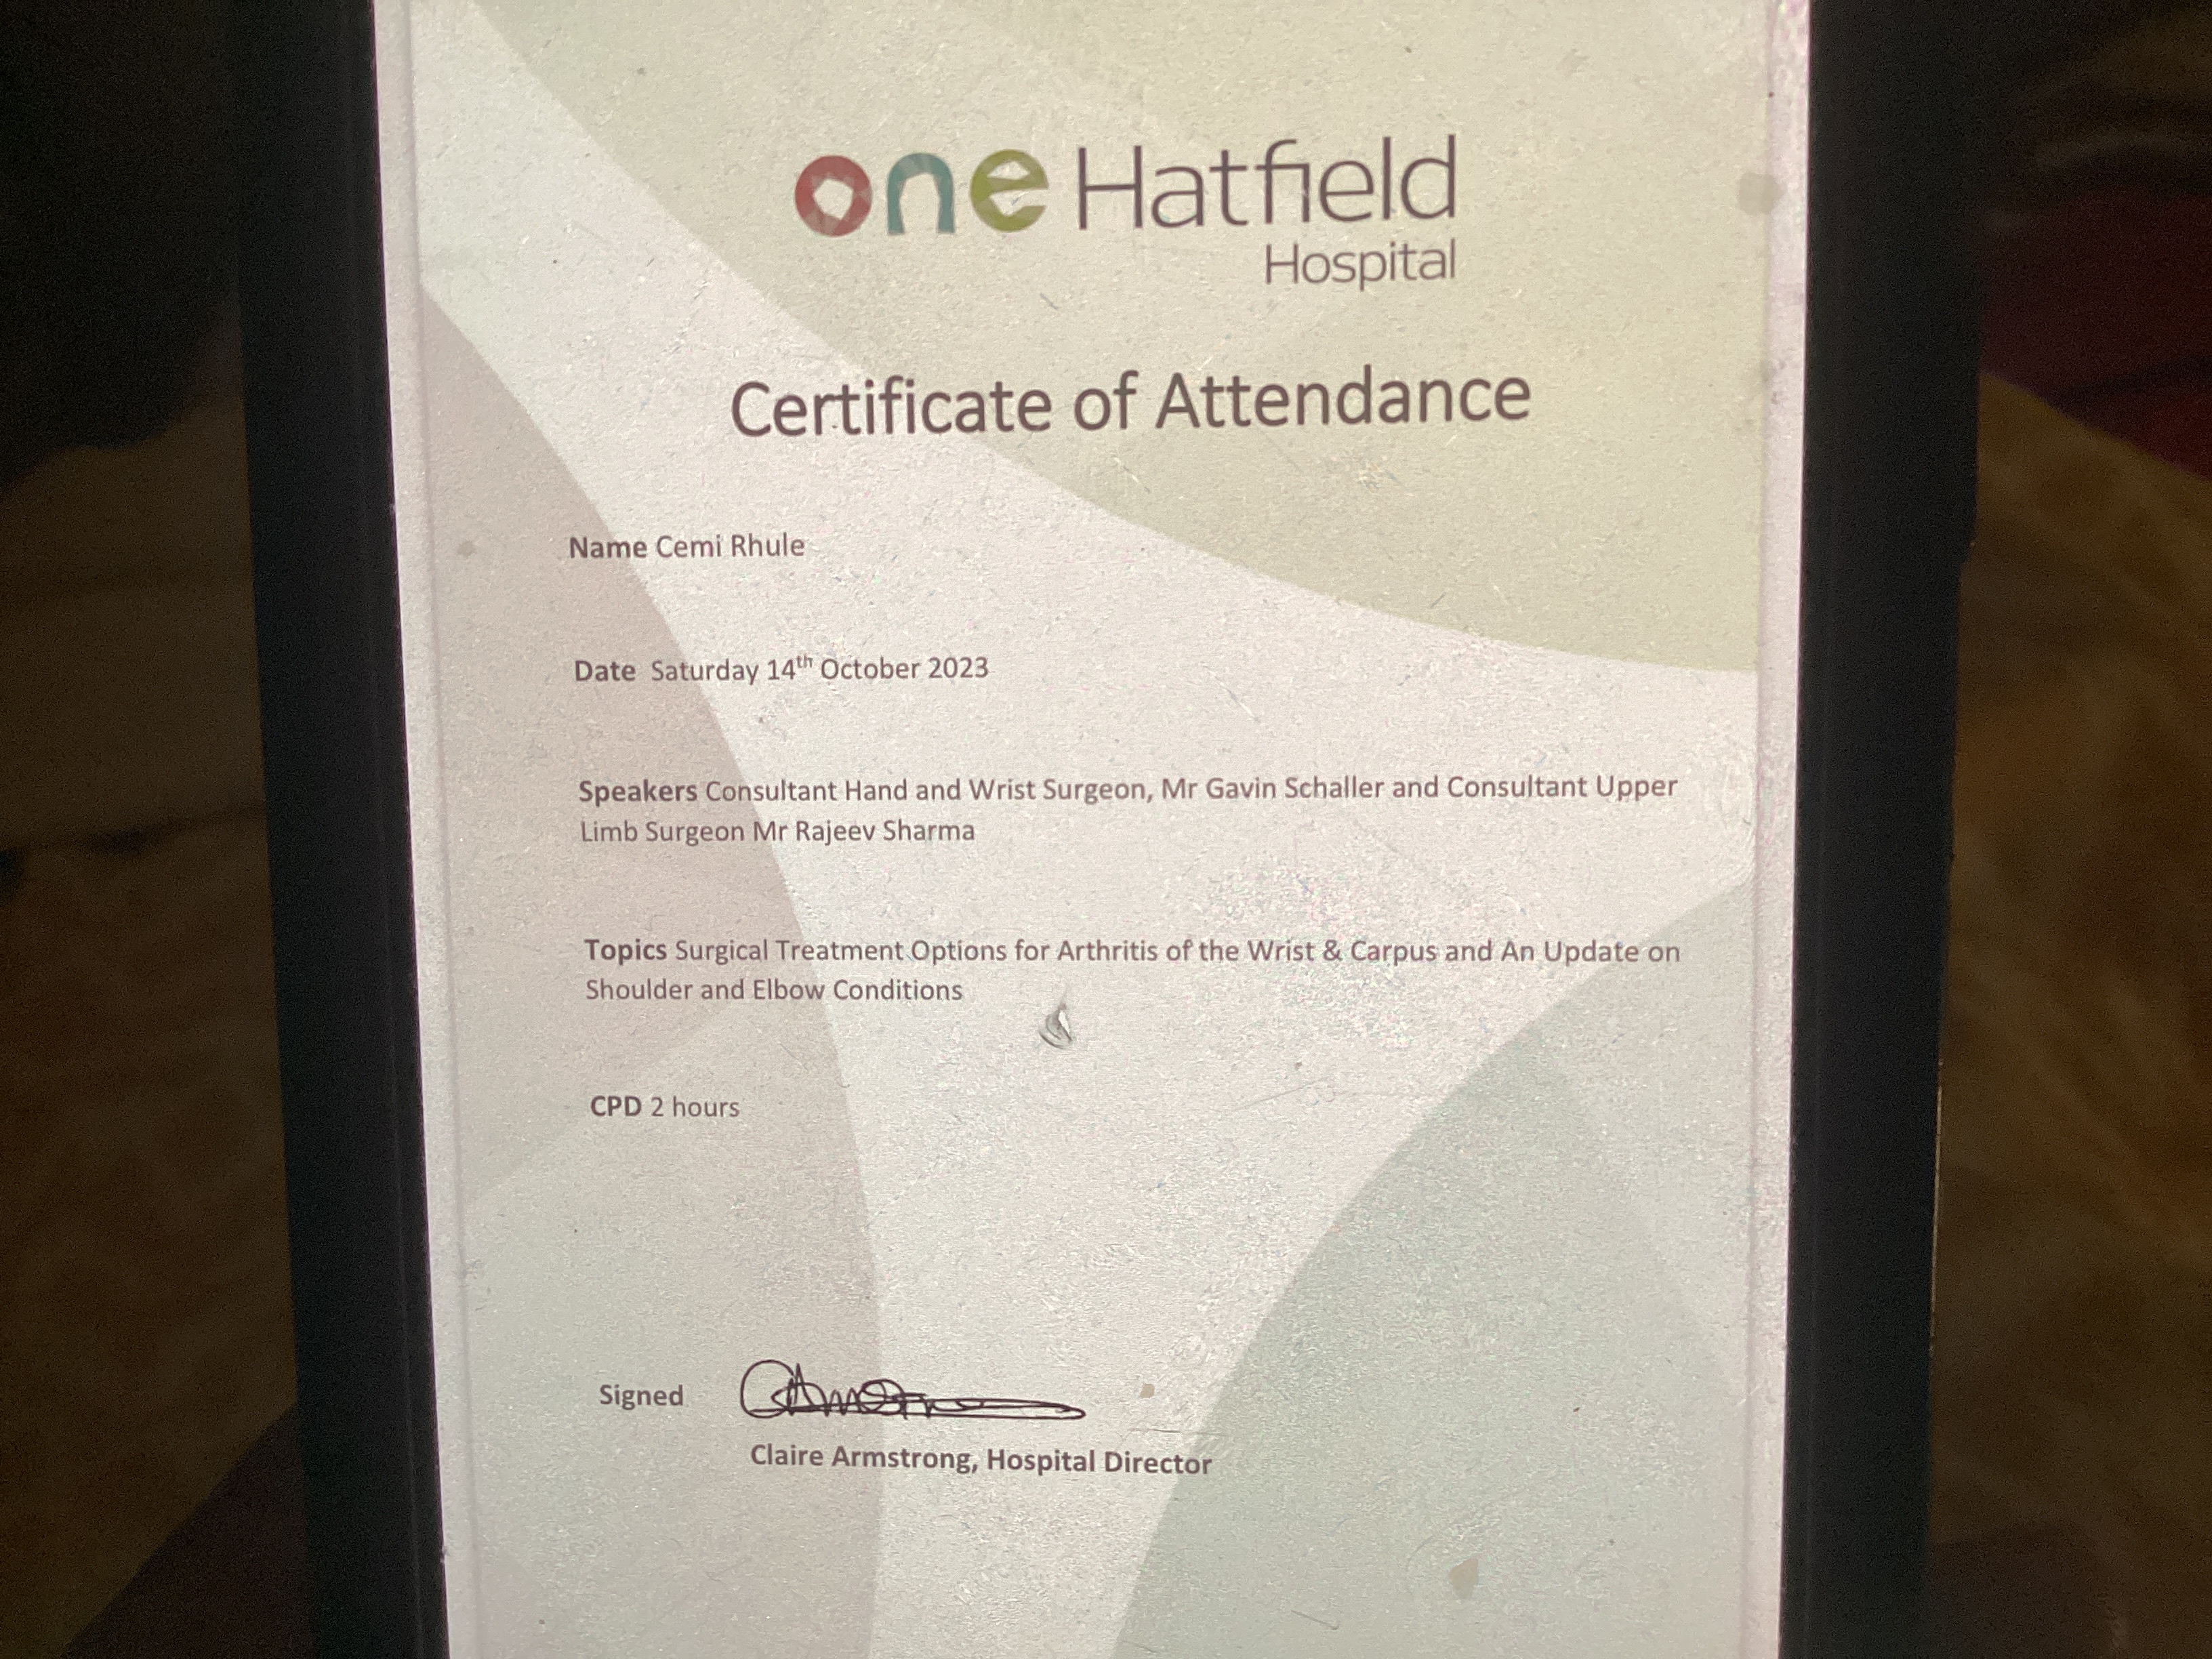 one Hatfield
Hospital
Certificate of Attendance
Name Cemi Rhule
Date Saturday 14th October 2023
Speakers Consultant Hand and Wrist Surgeon, Mr Gavin Schaller and Consultant Upper
Limb Surgeon Mr Rajeev Sharma
Topics Surgical Treatment Options for Arthritis of the Wrist & Carpus and An Update on
Shoulder and Elbow Conditions
CPD 2 hours
Signed
Claire Armstrong, Hospital Director